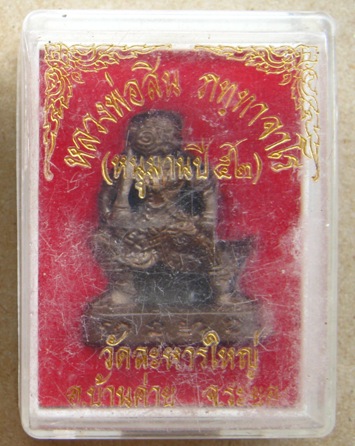 หลวงพ่อสิน ภททาจาโร
(หนุมานปี ๕๒)
วัดละหารใหญ่
อ.บ้านค่าย จ.ระยอง